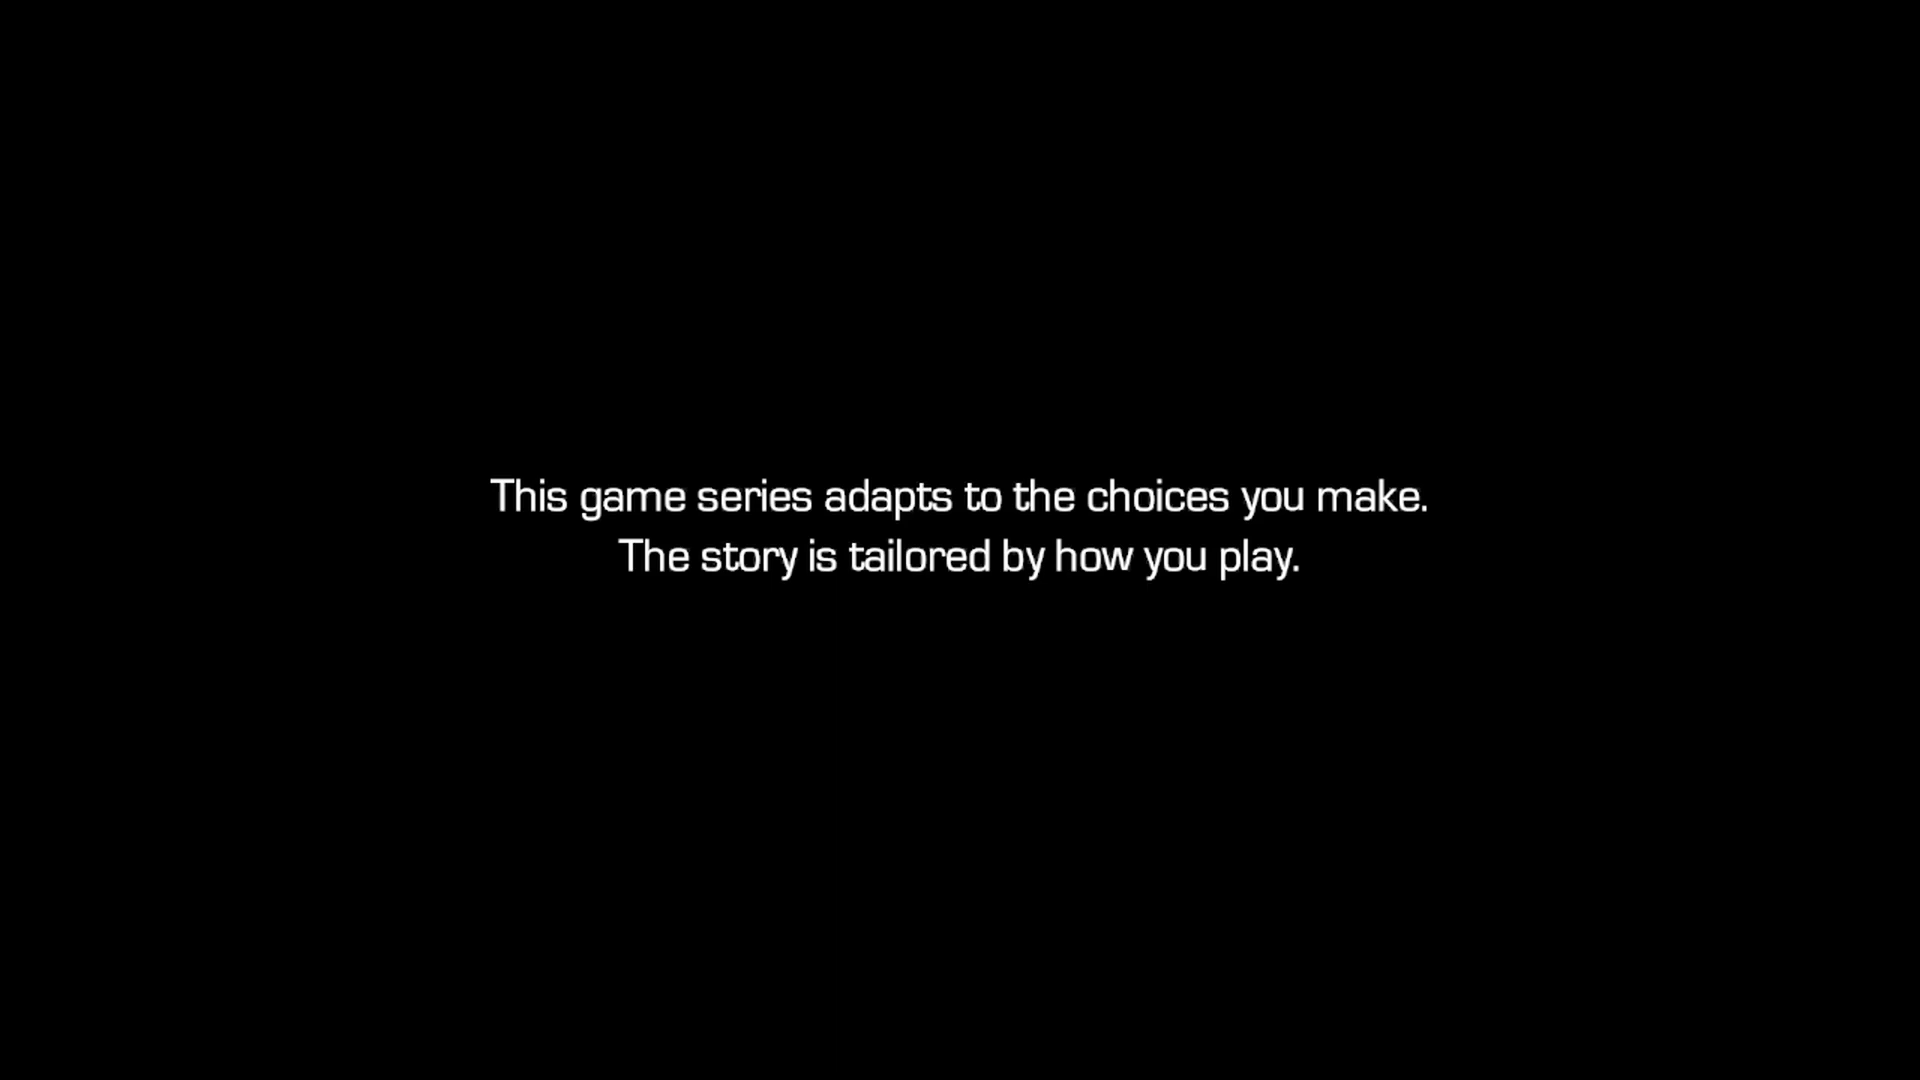 This game series adapts to the choices you make.
The story is tailored by how you play.